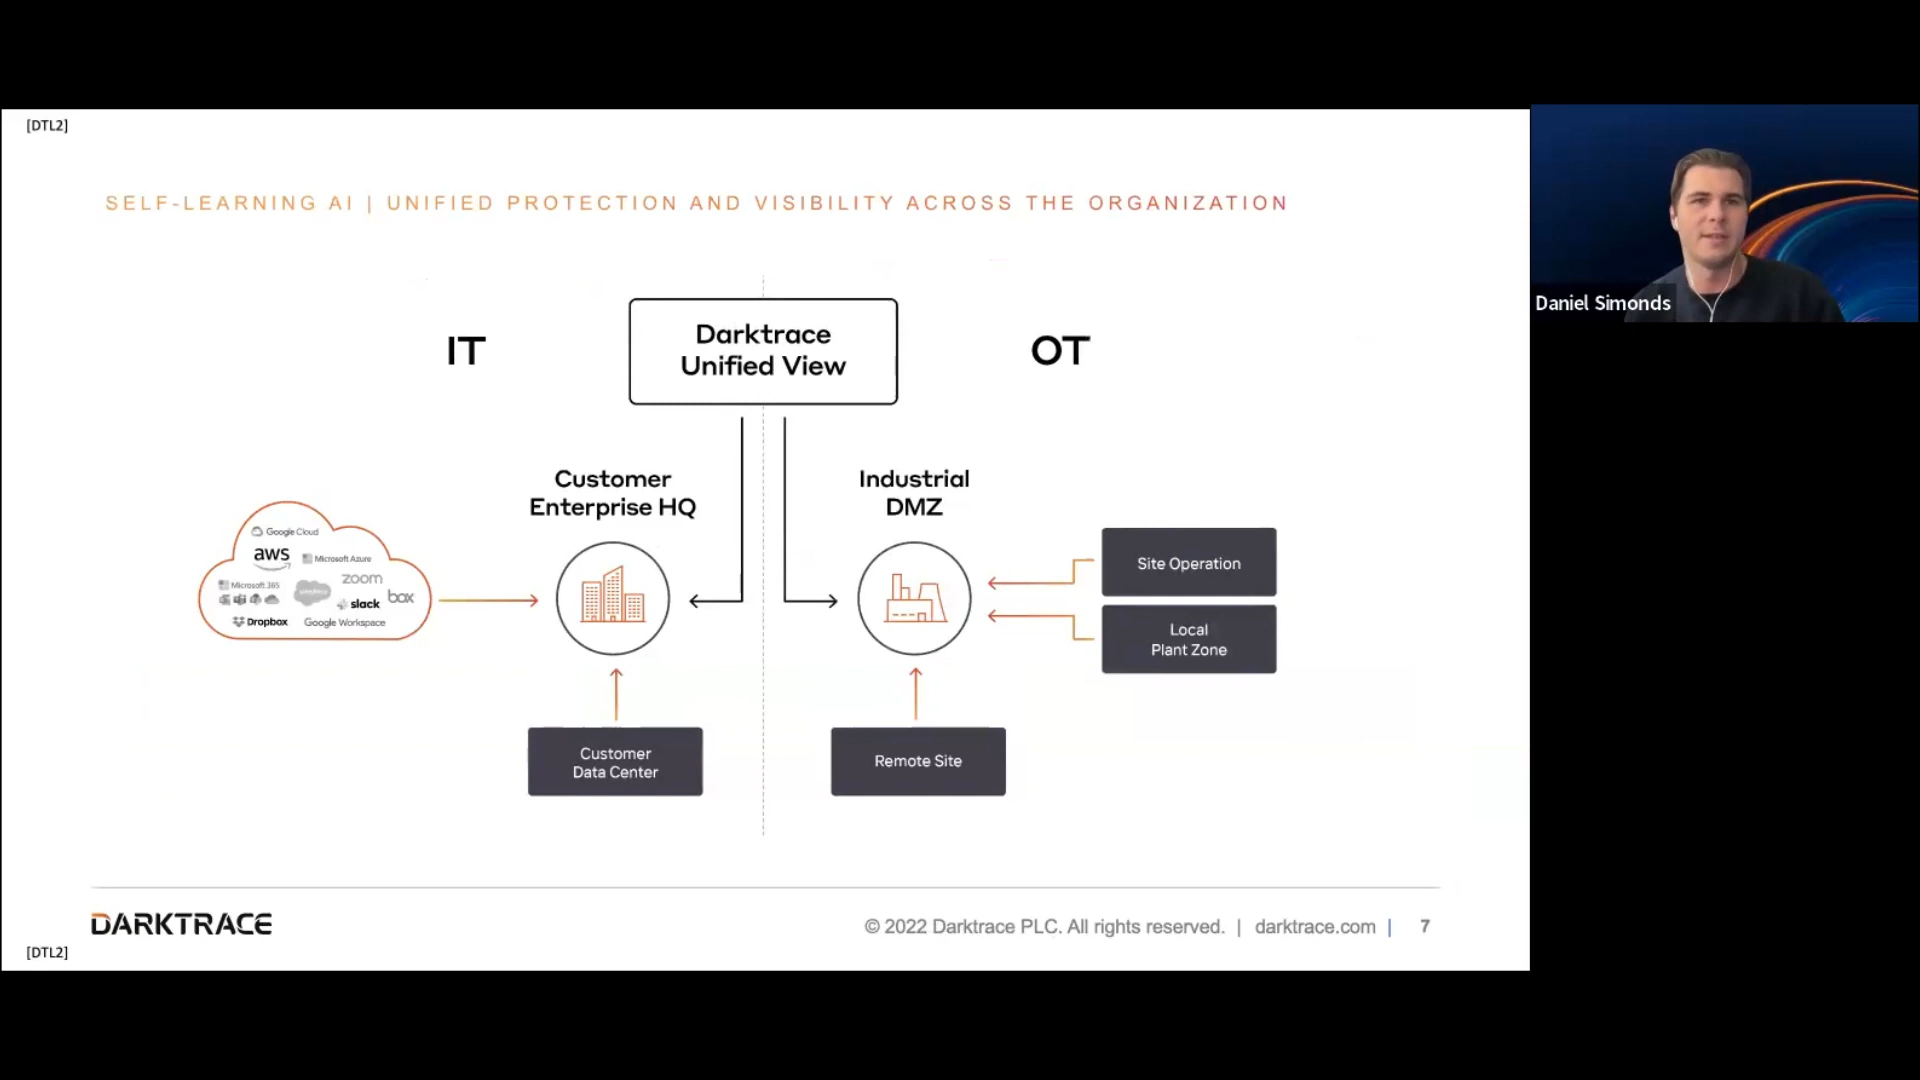 [DTL2]
SELF-LEARNING AI | UNIFIED PROTECTION AND VISIBILITY ACROSS THE ORGANIZATION
Daniel Simonds
IT
Darktrace
Unified View
OT
Customer
Enterprise HQ
Industrial
DMZ
Google Cloud
aws
Microsoft Azure
Microsoft 365
zoom
salesforce
slack
box
Dropbox
Google Workspace
Site Operation
Local
Plant Zone
Customer
Data Center
Remote Site
DARKTRACE
© 2022 Darktrace PLC. All rights reserved. | darktrace.com | 7
[DTL2]